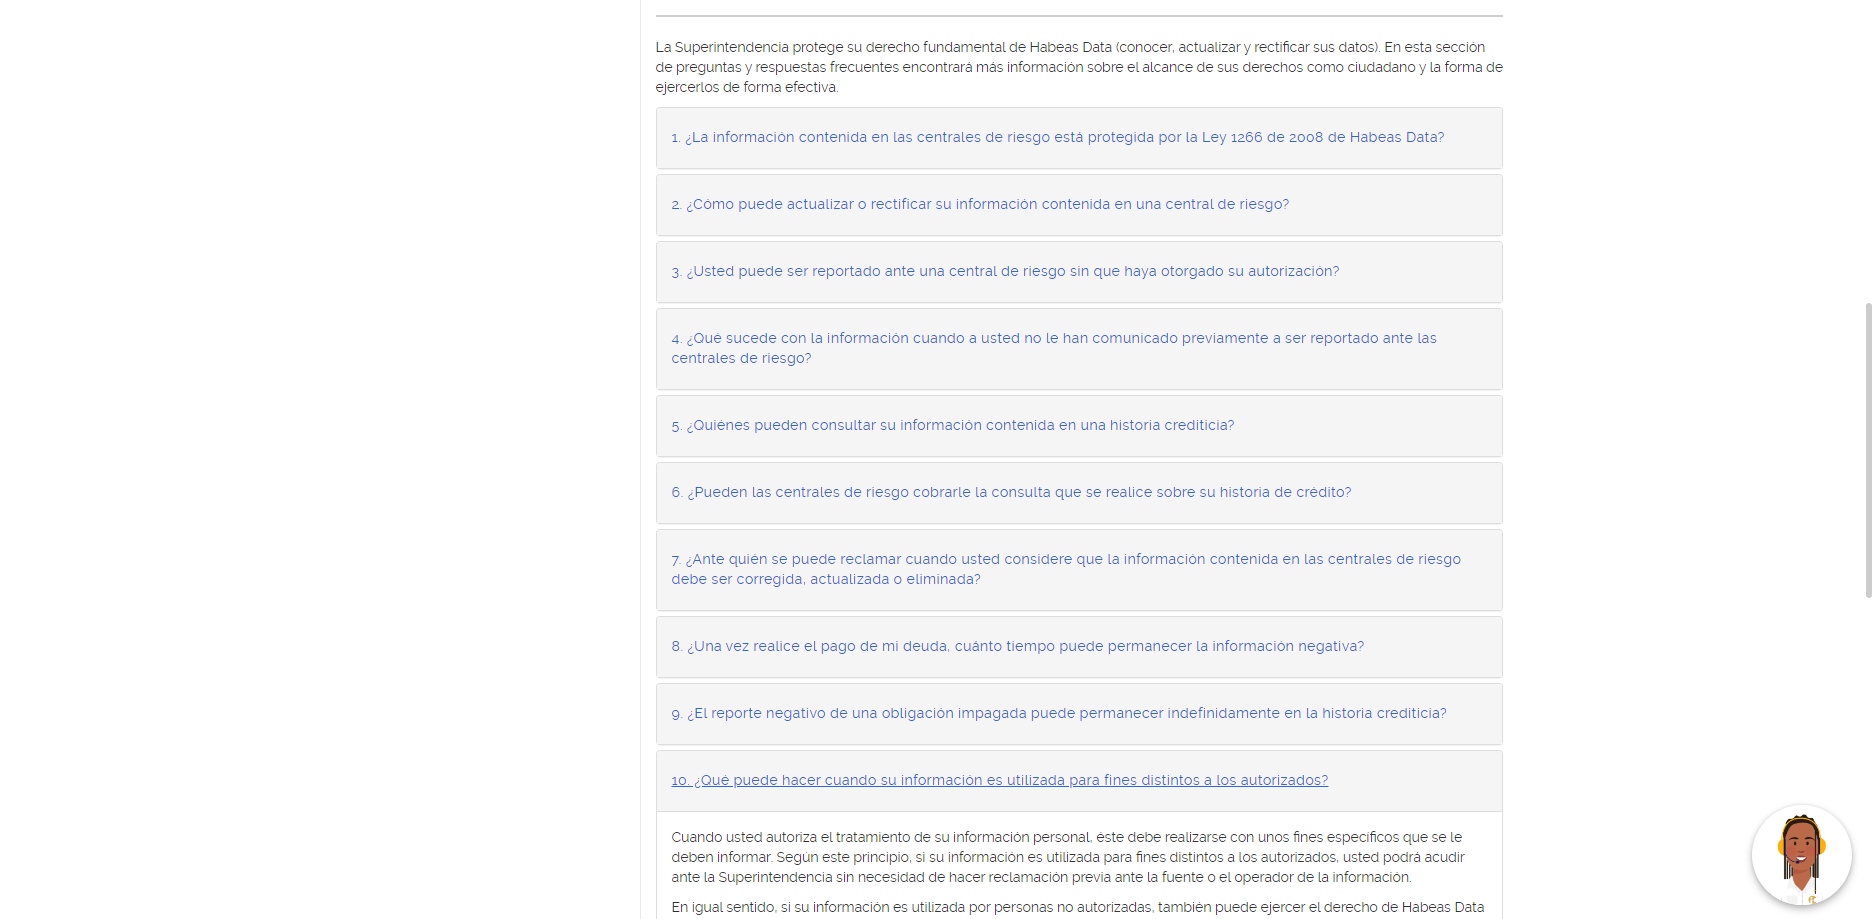 La Superintendencia protege su derecho fundamental de Habeas Data (conocer, actualizar y rectificar sus datos). En esta sección
de preguntas y respuestas frecuentes encontrará más información sobre el alcance de sus derechos como ciudadano y la forma de
ejercerlos de forma efectiva.
1. ¿La información contenida en las centrales de riesgo está protegida por la Ley 1266 de 2008 de Habeas Data?
2. ¿Cómo puede actualizar o rectificar su información contenida en una central de riesgo?
3. ¿Usted puede ser reportado ante una central de riesgo sin que haya otorgado su autorización?
4. ¿Qué sucede con la información cuando a usted no le han comunicado previamente a ser reportado ante las
centrales de riesgo?
5. ¿Quiénes pueden consultar su información contenida en una historia crediticia?
6. ¿Pueden las centrales de riesgo cobrarle la consulta que se realice sobre su historia de crédito?
7. ¿Ante quién se puede reclamar cuando usted considere que la información contenida en las centrales de riesgo
debe ser corregida, actualizada o eliminada?
8. ¿Una vez realice el pago de mi deuda, cuánto tiempo puede permanecer la información negativa?
9. ¿El reporte negativo de una obligación impagada puede permanecer indefinidamente en la historia crediticia?
10. ¿Qué puede hacer cuando su información es utilizada para fines distintos a los autorizados?
Cuando usted autoriza el tratamiento de su información personal, éste debe realizarse con unos fines específicos que se le
deben informar. Según este principio, si su información es utilizada para fines distintos a los autorizados, usted podrá acudir
ante la Superintendencia sin necesidad de hacer reclamación previa ante la fuente o el operador de la información.
En igual sentido, si su información es utilizada por personas no autorizadas, también puede ejercer el derecho de Habeas Data